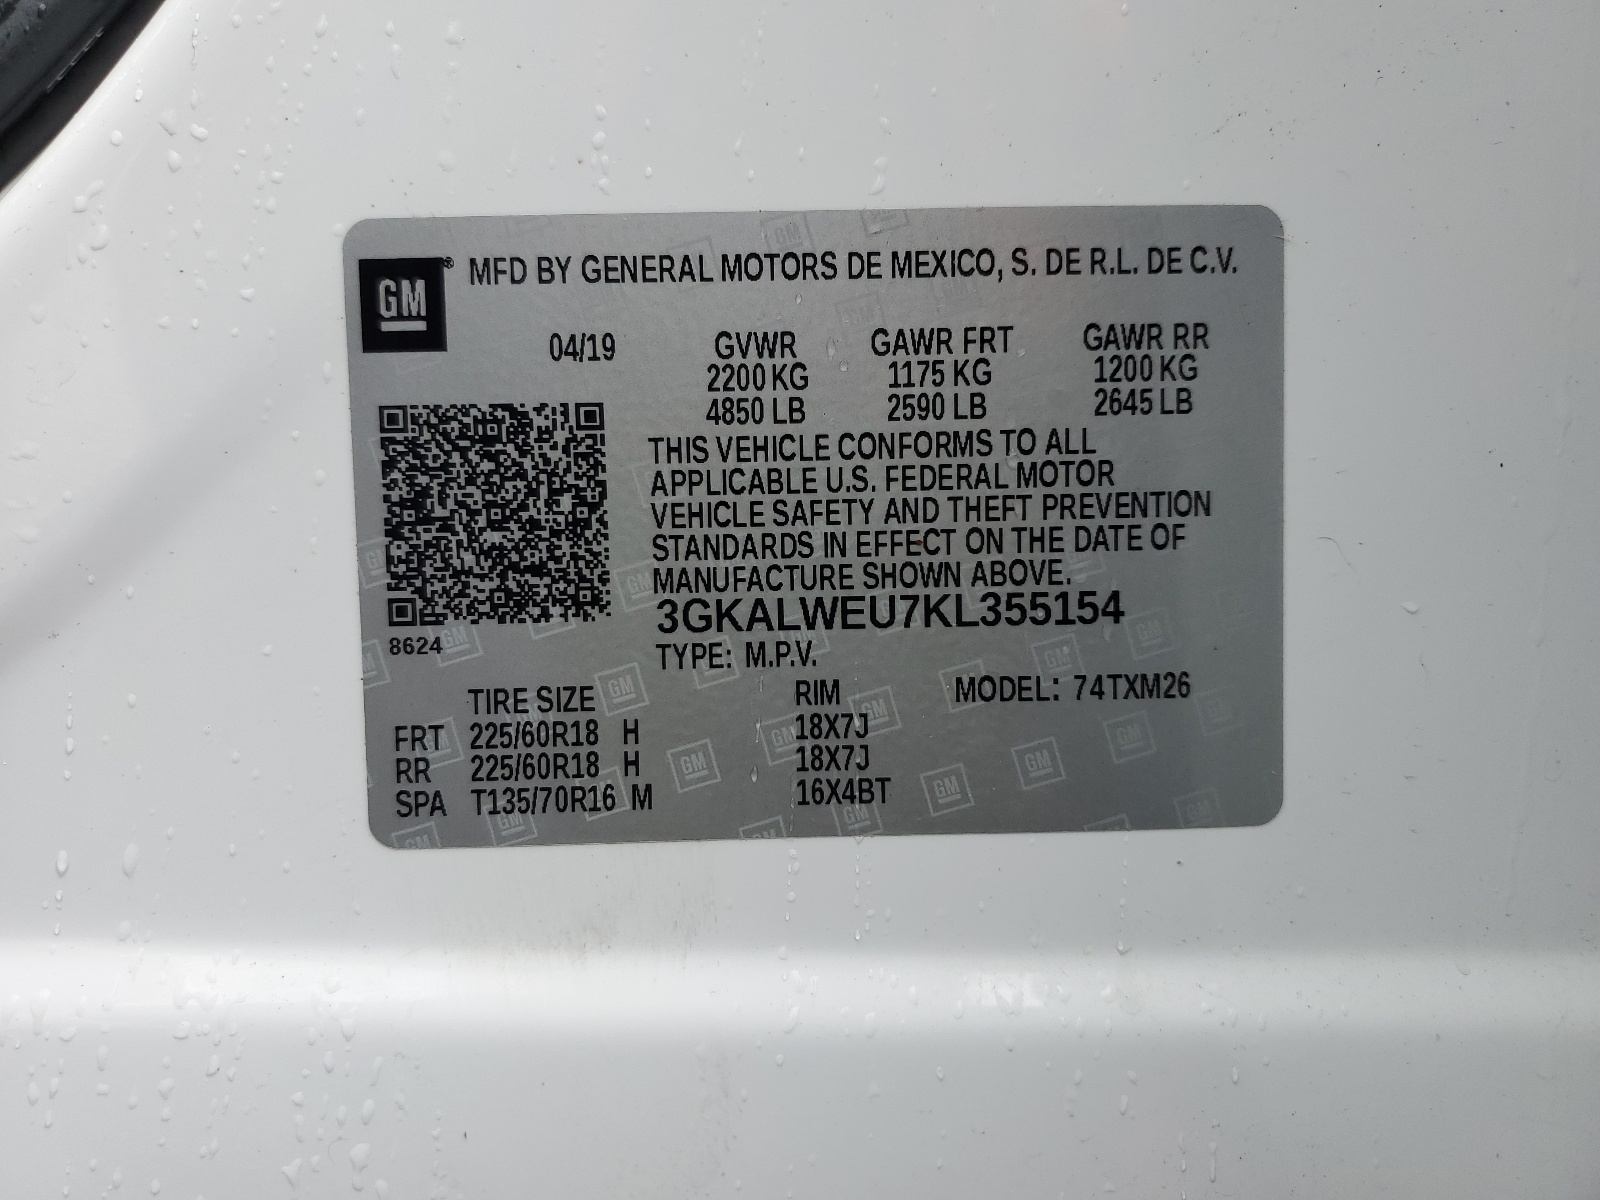 GM ® MFD BY GENERAL MOTORS DE MEXICO, S. DE R.L. DE C.V.
04/19 GVWR GAWR FRT GAWR RR
2200 KG 1175 KG 1200 KG
4850 LB 2590 LB 2645 LB
THIS VEHICLE CONFORMS TO ALL
APPLICABLE U.S. FEDERAL MOTOR
VEHICLE SAFETY AND THEFT PREVENTION
STANDARDS IN EFFECT ON THE DATE OF
MANUFACTURE SHOWN ABOVE.
3GKALWEU7KL355154
8624 TYPE: M.P.V.
TIRE SIZE RIM MODEL: 74TXM26
FRT 225/60R18 H 18X7J
RR 225/60R18 H 18X7J
SPA T135/70R16 M 16X4BT